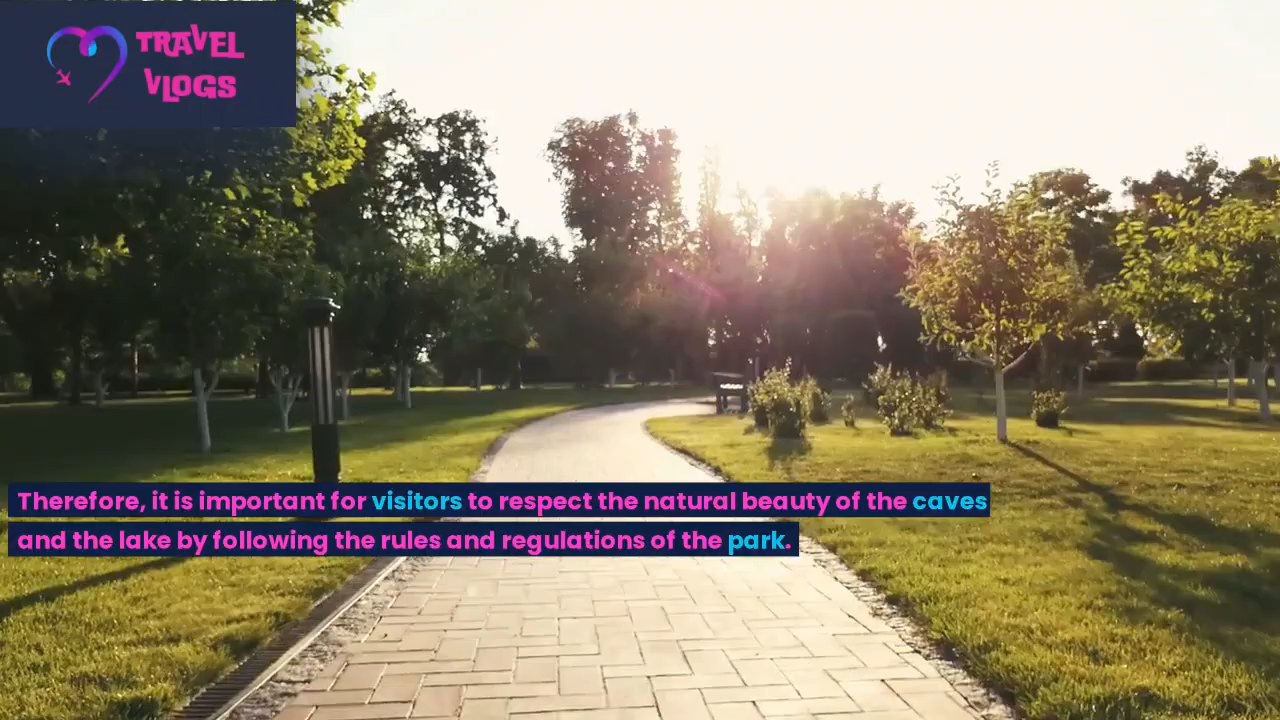 TRAVEL
VLOGS
Therefore, it is important for visitors to respect the natural beauty of the caves
and the lake by following the rules and regulations of the park.